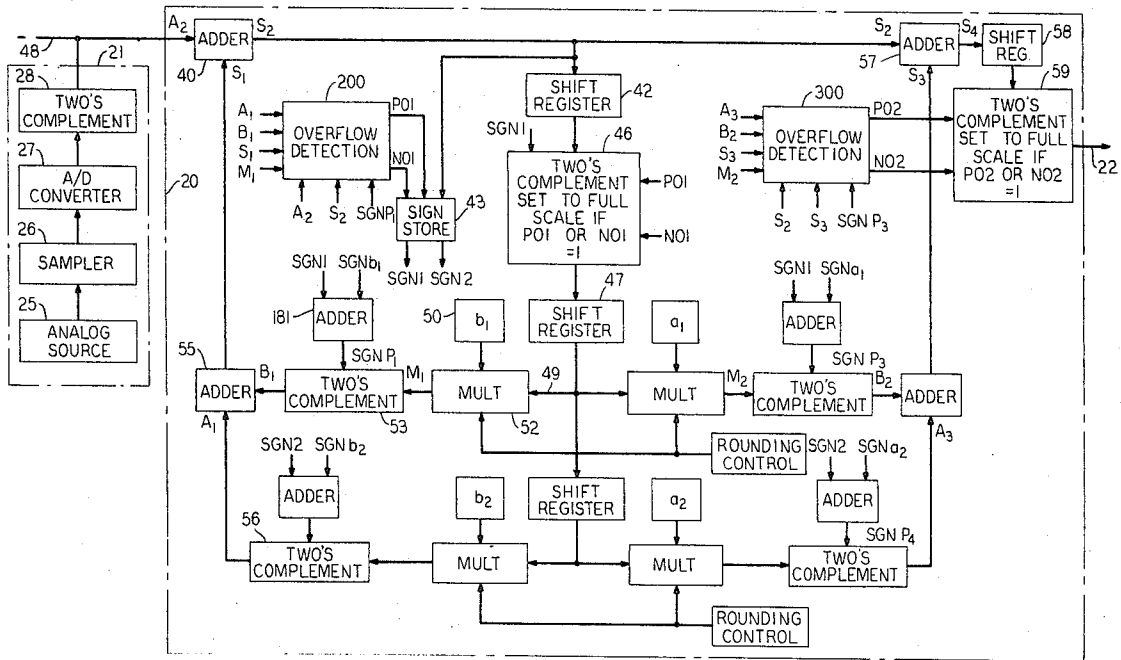 48
A2
ADDER
40
S2
S1
21
28
TWO'S
COMPLEMENT
27
A/D
CONVERTER
26
SAMPLER
25
ANALOG
SOURCE
20
200
A1
B1
S1
M1
OVERFLOW
DETECTION
PO1
NO1
A2
S2
SGNP1
SIGN
STORE
43
SGN1
SGN2
SHIFT
REGISTER
42
SGN1
46
TWO'S
COMPLEMENT
SET TO FULL
SCALE IF
PO1 OR NO1
=1
PO1
NO1
47
SHIFT
REGISTER
S2
ADDER
57
S4
S3
SHIFT
REG.
58
59
TWO'S
COMPLEMENT
SET TO FULL
SCALE IF
PO2 OR NO2
=1
22
300
A3
B2
S3
M2
OVERFLOW
DETECTION
PO2
NO2
S2
S3
SGN P3
SGN1
SGNb1
181
ADDER
SGN P1
50
b1
a1
SGN1
SGNa1
ADDER
SGN P3
55
ADDER
B1
TWO'S
COMPLEMENT
53
M1
MULT
52
49
MULT
M2
TWO'S
COMPLEMENT
B2
ADDER
A1
A3
ROUNDING
CONTROL
SGN2
SGNb2
ADDER
b2
SHIFT
REGISTER
a2
SGN2
SGNa2
ADDER
SGN P4
56
TWO'S
COMPLEMENT
MULT
MULT
TWO'S
COMPLEMENT
ROUNDING
CONTROL